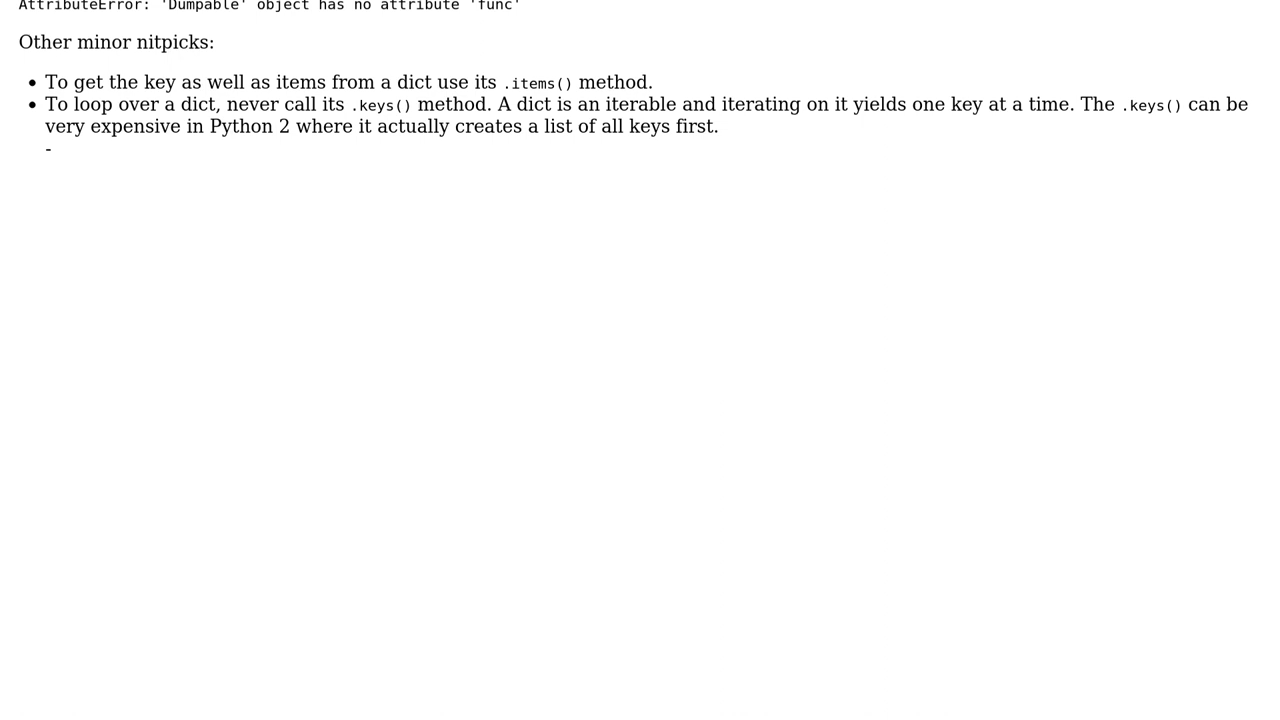 AttributeError: 'Dumpable' object has no attribute 'func'
Other minor nitpicks:
• To get the key as well as items from a dict use its .items() method.
• To loop over a dict, never call its .keys() method. A dict is an iterable and iterating on it yields one key at a time. The .keys() can be
very expensive in Python 2 where it actually creates a list of all keys first.
-